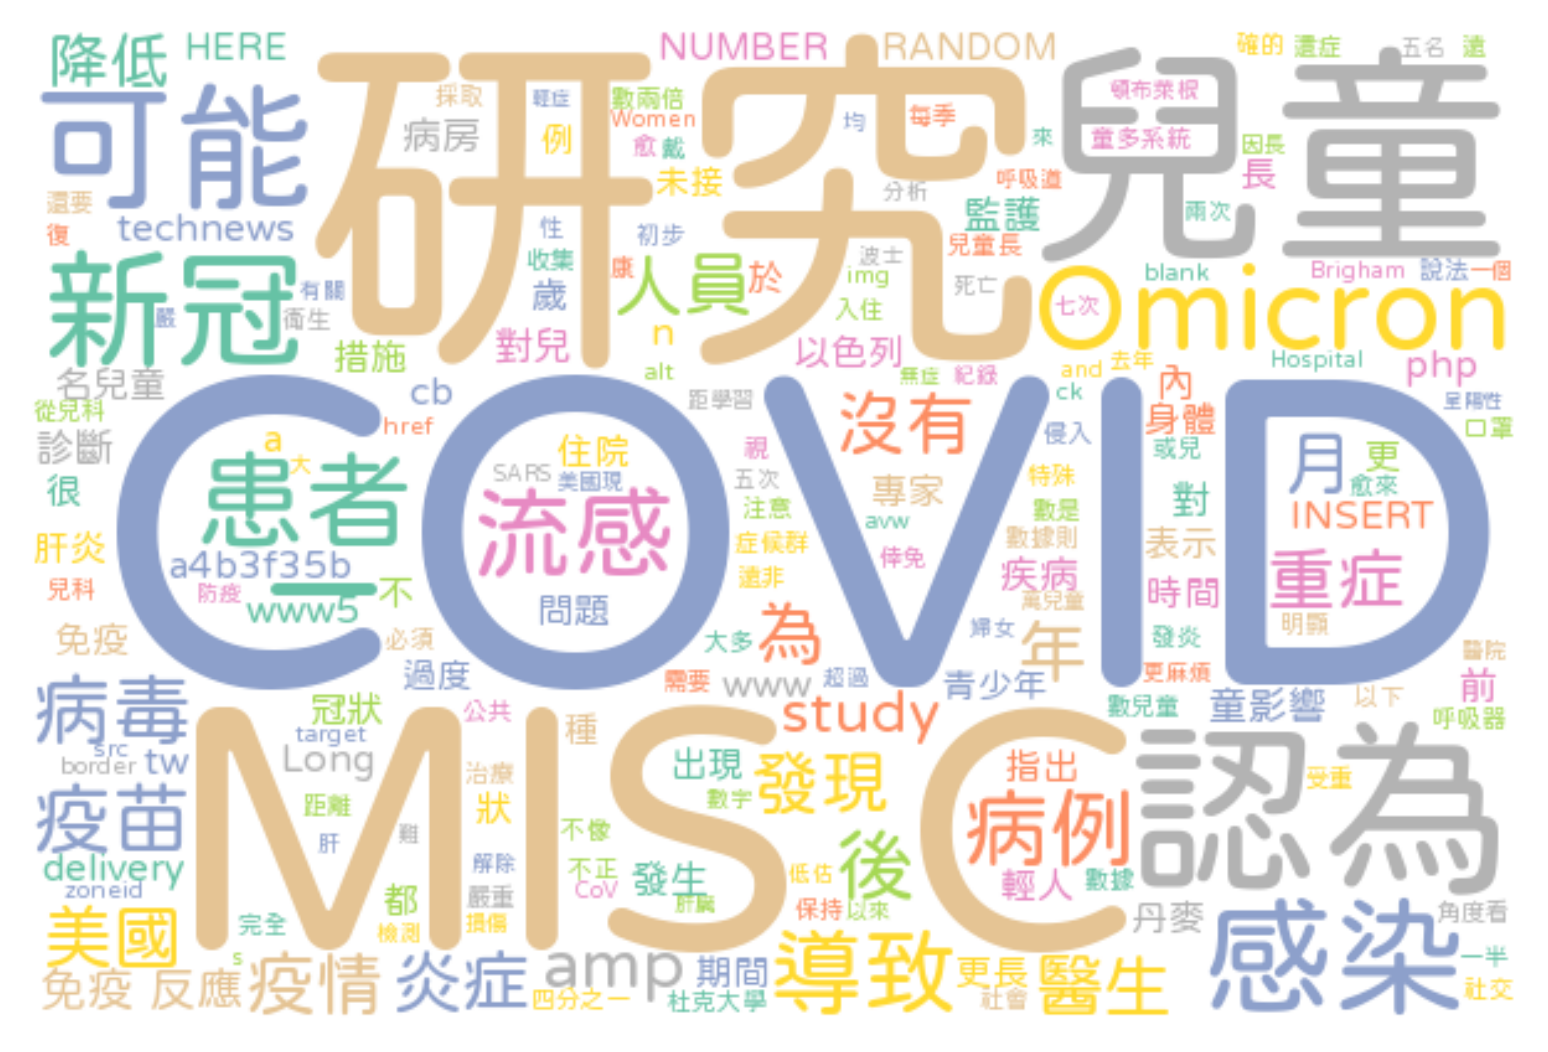 降低 HERE NUMBER RANDOM 確的 遺症 五名 遠
可能 研究 兒童
採取 輕症 數兩倍 均 每季 頓布萊根
病房 例 Women 來 童多系統 因長
愈 戴 未接 分析 呼吸道 長
還要 technews 性 初步 監護 兩次
復 收集 康 人員 於 波士 兒童長 blank Brigham 說法 一個
新冠 有關 歲 img 死亡 Omicron 七次
嚴 衛生 n 入住
措施 對兒 以色列 and 去年 Hospital php
名兒童 cb alt 無症 紀錄 ck 內
從兒科 href 距學習 沒有 身體 呈陽性
COVID
診斷 a 大 住院 視 侵入 或兒 月 更 口罩
很 患者 SARS 美國現 五次 專家 特殊 對 愈來
流感 注意 avw 數是 INSERT
肝炎 a4b3f35b 症候群 倖免 數據則 表示 重症
兒科 防疫 www5 一 不 問題 遠非 疾病 時間
免疫 必須 大多 為 婦女 萬兒童 年 發炎 明顯 醫院
過度 需要 www 超過 青少年 更麻煩 童影響 以下 前
病毒 冠狀 公共 study 數兒童 呼吸器
MIS C
src target 種 認為
border tw Long 治療 出現 發現 指出 受重
疫苗 距離 狀 數字 病例
肝 難 不像
delivery 解除 不正 發生 低估 後 輕人 數據
zoneid 都 嚴重 CoV 肝臟
美國 完全 檢測 損傷 保持 以來 丹麥 感染 角度看
免疫 反應 s 疫情 炎症 amp 期間 導致 更長 醫生 一半
四分之一 杜克大學 社會 社交